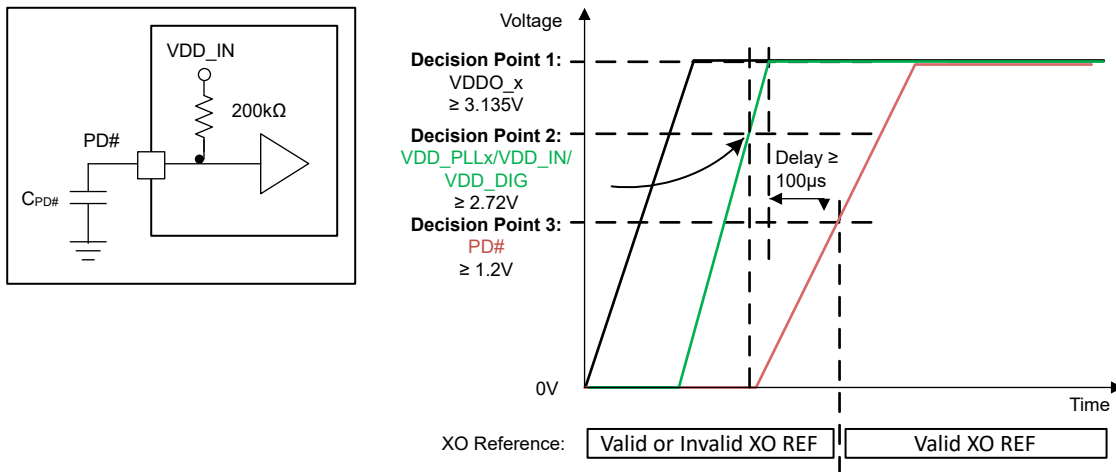 VDD_IN
200kΩ
PD#
CPD#
Voltage
Decision Point 1:
VDDO_x
≥ 3.135V
Decision Point 2:
VDD_PLLx/VDD_IN/
VDD_DIG
≥ 2.72V
Decision Point 3:
PD#
≥ 1.2V
Delay ≥
100µs
0V
Time
XO Reference:
Valid or Invalid XO REF
Valid XO REF